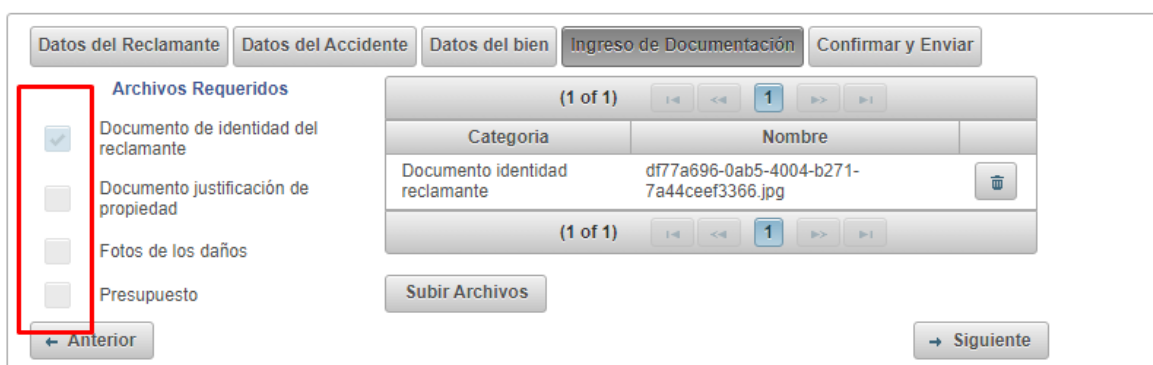 Datos del Reclamante Datos del Accidente Datos del bien Ingreso de Documentación Confirmar y Enviar
Archivos Requeridos
Documento de identidad del
reclamante
Documento justificación de
propiedad
Fotos de los daños
Presupuesto
(1 of 1) 1
Categoria Nombre
Documento identidad
reclamante
df77a696-0ab5-4004-b271-
7a44ceef3366.jpg
(1 of 1) 1
Subir Archivos
Anterior
Siguiente